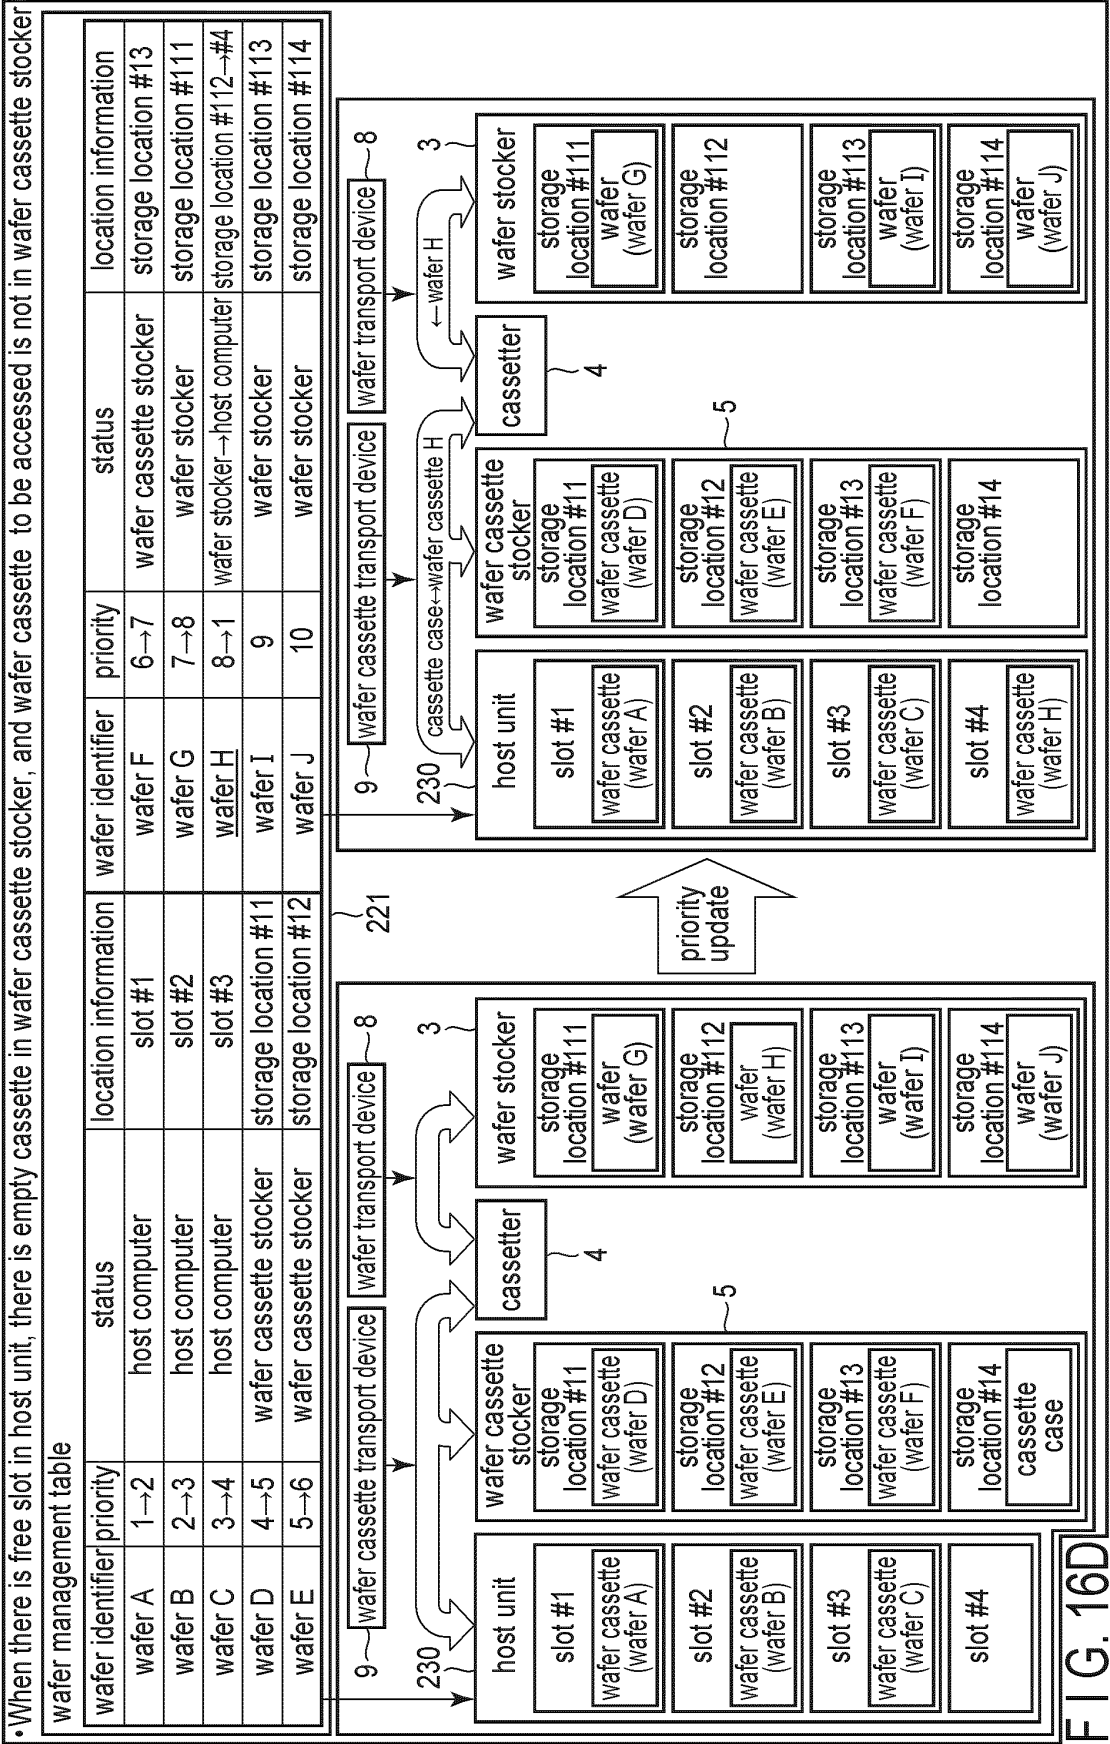 •When there is free slot in host unit, there is empty cassette in wafer cassette stocker, and wafer cassette to be accessed is not in wafer cassette stocker
wafer management table
wafer identifier priority status location information wafer identifier priority status location information
wafer A 1→2 host computer slot #1 wafer F 6→7 wafer cassette stocker storage location #13
wafer B 2→3 host computer slot #2 wafer G 7→8 wafer stocker storage location #111
wafer C 3→4 host computer slot #3 wafer H 8→1 wafer stocker→host computer storage location #112→#4
wafer D 4→5 wafer cassette stocker storage location #11 wafer I 9 wafer stocker storage location #113
wafer E 5→6 wafer cassette stocker storage location #12 wafer J 10 wafer stocker storage location #114
221
9
wafer cassette transport device
wafer transport device
8
230
3
host unit
slot #1
wafer cassette
(wafer A)
slot #2
wafer cassette
(wafer B)
slot #3
wafer cassette
(wafer C)
slot #4
wafer cassette
stocker
storage
location #11
wafer cassette
(wafer D)
storage
location #12
wafer cassette
(wafer E)
storage
location #13
wafer cassette
(wafer F)
storage
location #14
cassette
case
5
cassetter
4
wafer stocker
storage
location #111
wafer
(wafer G)
storage
location #112
wafer
(wafer H)
storage
location #113
wafer
(wafer I)
storage
location #114
wafer
(wafer J)
priority
update
9
wafer cassette transport device
wafer transport device
8
cassette case↔wafer cassette H
←wafer H
230
3
host unit
slot #1
wafer cassette
(wafer A)
slot #2
wafer cassette
(wafer B)
slot #3
wafer cassette
(wafer C)
slot #4
wafer cassette
(wafer H)
wafer cassette
stocker
storage
location #11
wafer cassette
(wafer D)
storage
location #12
wafer cassette
(wafer E)
storage
location #13
wafer cassette
(wafer F)
storage
location #14
5
cassetter
4
wafer stocker
storage
location #111
wafer
(wafer G)
storage
location #112
storage
location #113
wafer
(wafer I)
storage
location #114
wafer
(wafer J)
FIG. 16D